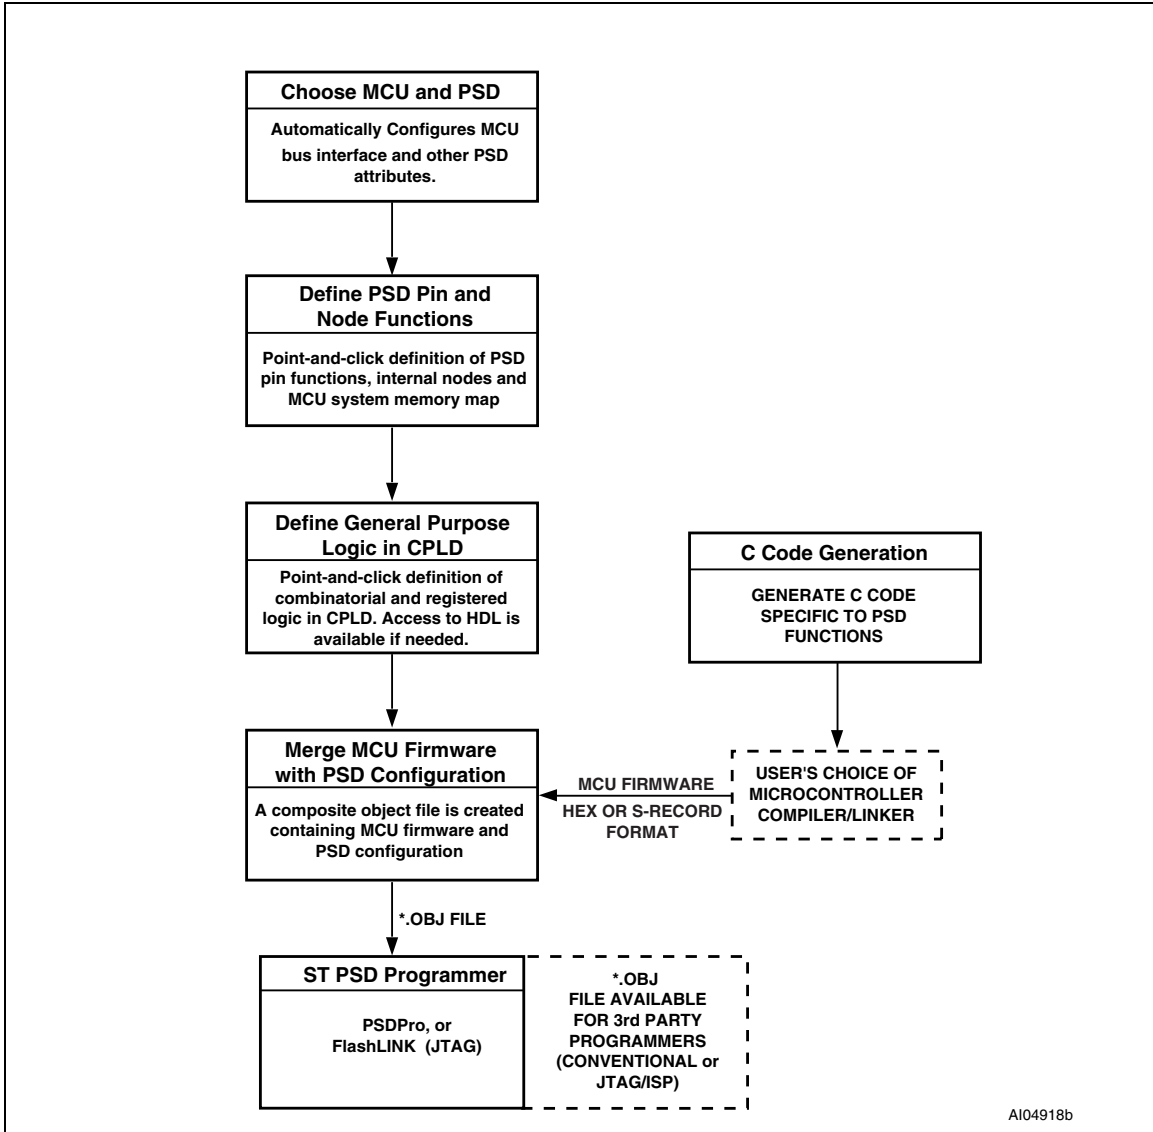 Choose MCU and PSD
Automatically Configures MCU
bus interface and other PSD
attributes.
Define PSD Pin and
Node Functions
Point-and-click definition of PSD
pin functions, internal nodes and
MCU system memory map
Define General Purpose
Logic in CPLD
Point-and-click definition of
combinatorial and registered
logic in CPLD. Access to HDL is
available if needed.
C Code Generation
GENERATE C CODE
SPECIFIC TO PSD
FUNCTIONS
Merge MCU Firmware
with PSD Configuration
A composite object file is created
containing MCU firmware and
PSD configuration
MCU FIRMWARE
HEX OR S-RECORD
FORMAT
USER'S CHOICE OF
MICROCONTROLLER
COMPILER/LINKER
*.OBJ FILE
ST PSD Programmer
PSDPro, or
FlashLINK (JTAG)
*.OBJ
FILE AVAILABLE
FOR 3rd PARTY
PROGRAMMERS
(CONVENTIONAL or
JTAG/ISP)
AI04918b